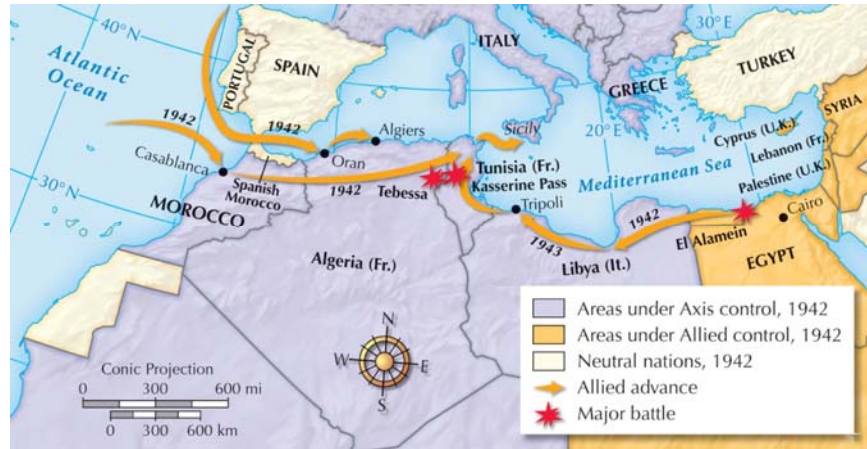 40°N
Atlantic
Ocean
30°N
PORTUGAL
SPAIN
ITALY
GREECE
TURKEY
30°E
SYRIA
1942
1942
Algiers
Oran
Casablanca
Spanish
Morocco
MOROCCO
1942
Tebessa
Sicily
20°E
Tunisia (Fr.)
Kasserine Pass
Mediterranean Sea
Cyprus (U.K.)
Lebanon (Fr.)
Palestine (U.K.)
Tripoli
1943
1942
El Alamein
Cairo
Algeria (Fr.)
Libya (It.)
EGYPT
N
W
E
S
Conic Projection
0 300 600 mi
0 300 600 km
Areas under Axis control, 1942
Areas under Allied control, 1942
Neutral nations, 1942
Allied advance
Major battle